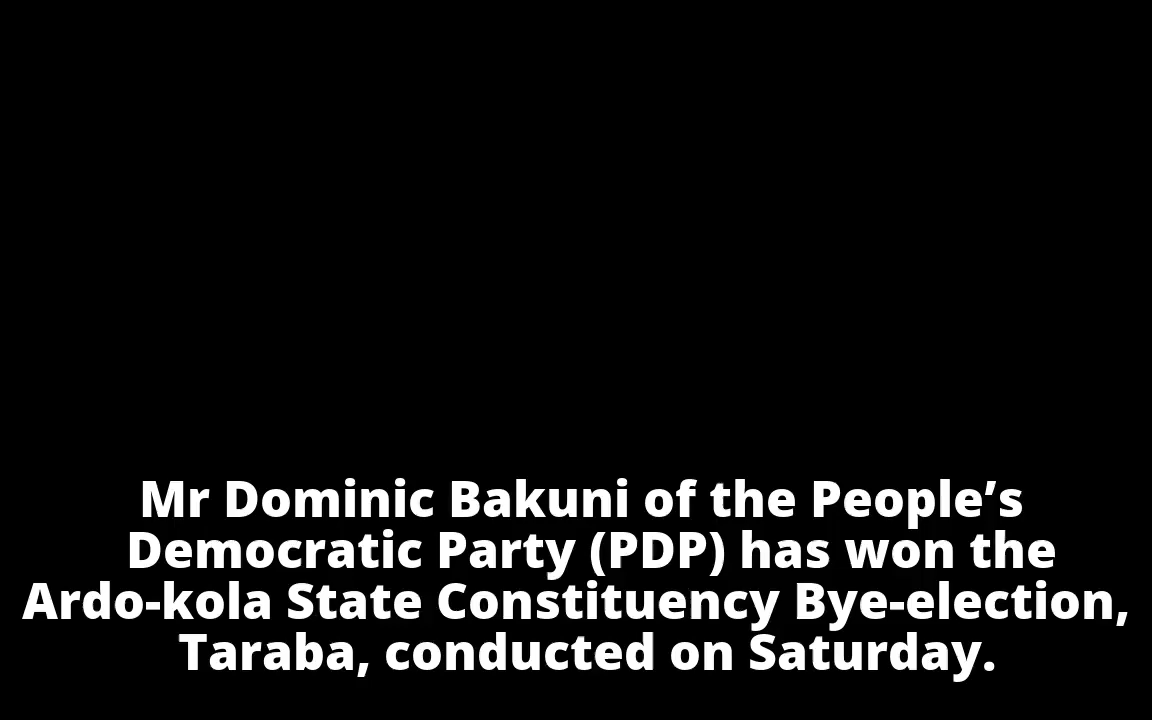 Mr Dominic Bakuni of the People’s
Democratic Party (PDP) has won the
Ardo-kola State Constituency Bye-election,
Taraba, conducted on Saturday.